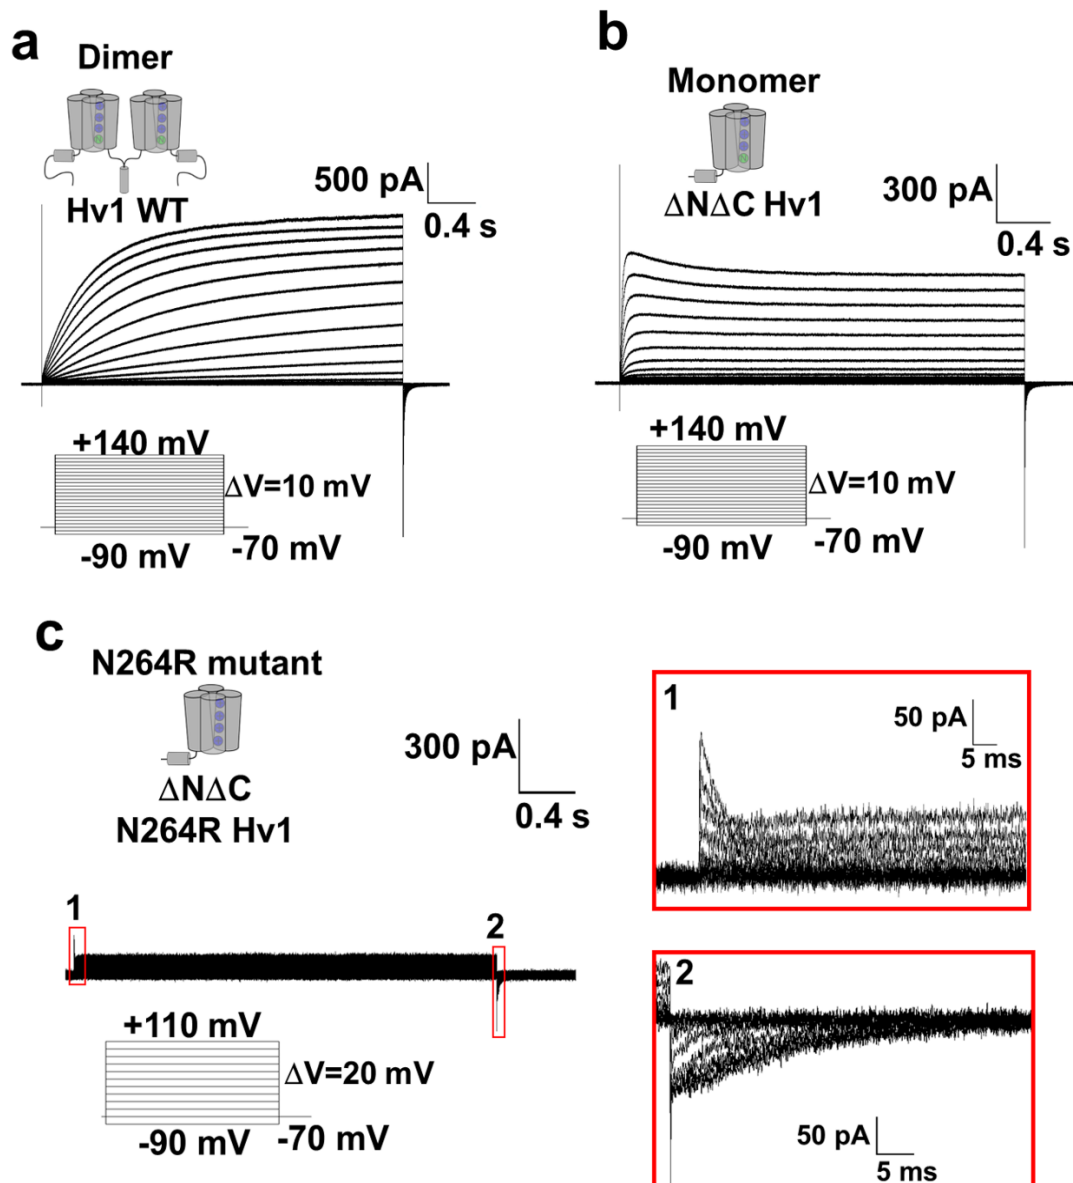 a
Dimer
Hv1 WT
500 pA
0.4 s
+140 mV
ΔV=10 mV
-90 mV
-70 mV
b
Monomer
ΔNΔC Hv1
300 pA
0.4 s
+140 mV
ΔV=10 mV
-90 mV
-70 mV
c
N264R mutant
ΔNΔC
N264R Hv1
300 pA
0.4 s
1
2
+110 mV
ΔV=20 mV
-90 mV
-70 mV
1
50 pA
5 ms
2
50 pA
5 ms